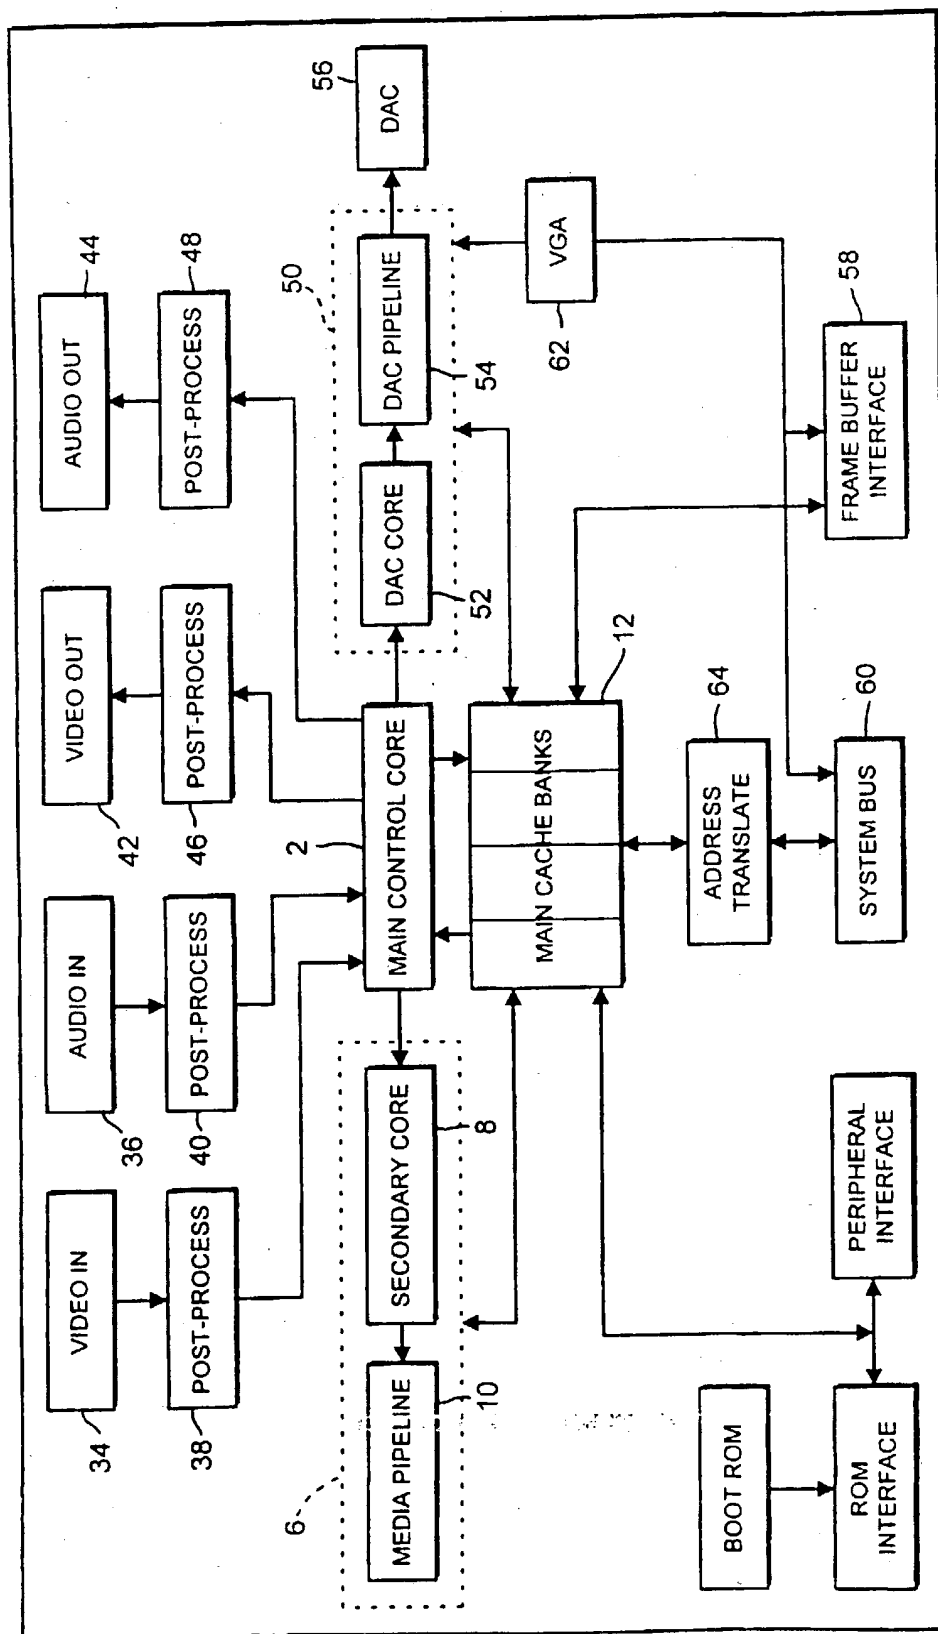 VIDEO IN
34
AUDIO IN
36
VIDEO OUT
42
AUDIO OUT
44
POST-PROCESS
38
POST-PROCESS
40
POST-PROCESS
46
POST-PROCESS
48
6
MEDIA PIPELINE
10
SECONDARY CORE
8
MAIN CONTROL CORE
2
50
DAC CORE
52
DAC PIPELINE
54
DAC
56
MAIN CACHE BANKS
12
VGA
62
BOOT ROM
ADDRESS
TRANSLATE
64
ROM
INTERFACE
PERIPHERAL
INTERFACE
SYSTEM BUS
60
FRAME BUFFER
INTERFACE
58